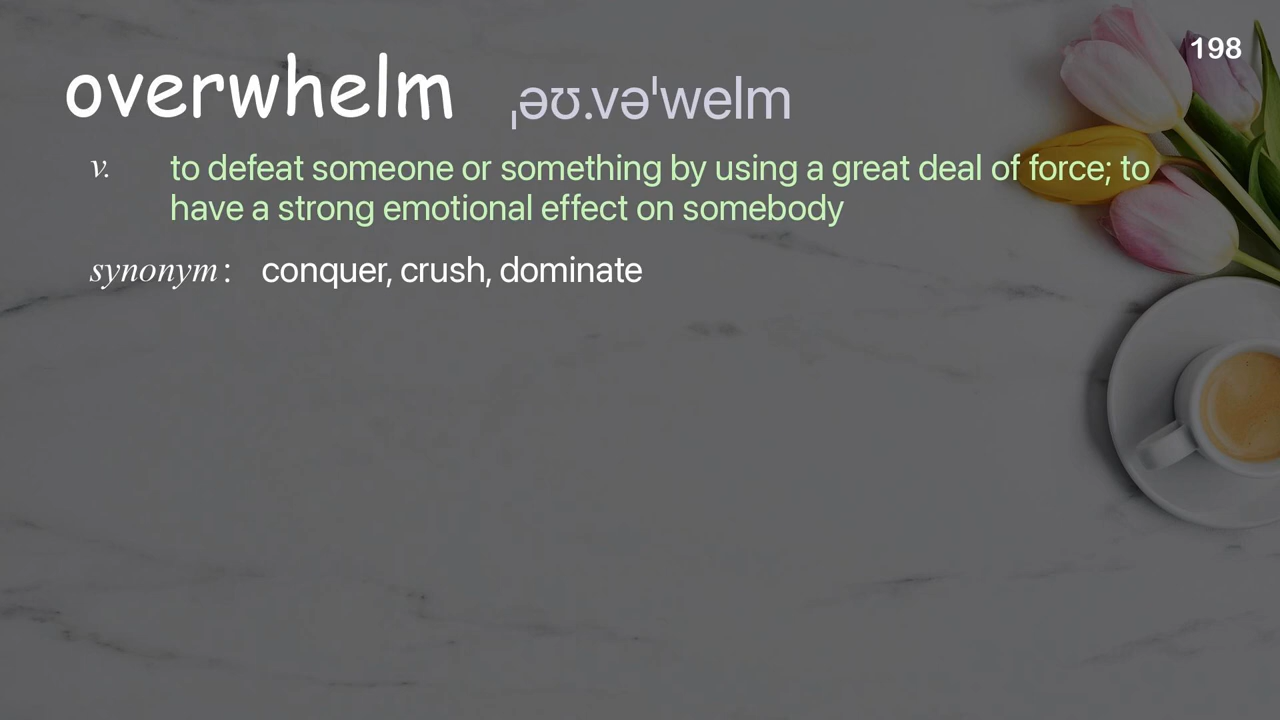 198
overwhelm ˌəʊ.vəˈwelm
v. to defeat someone or something by using a great deal of force; to
have a strong emotional effect on somebody
synonym: conquer, crush, dominate